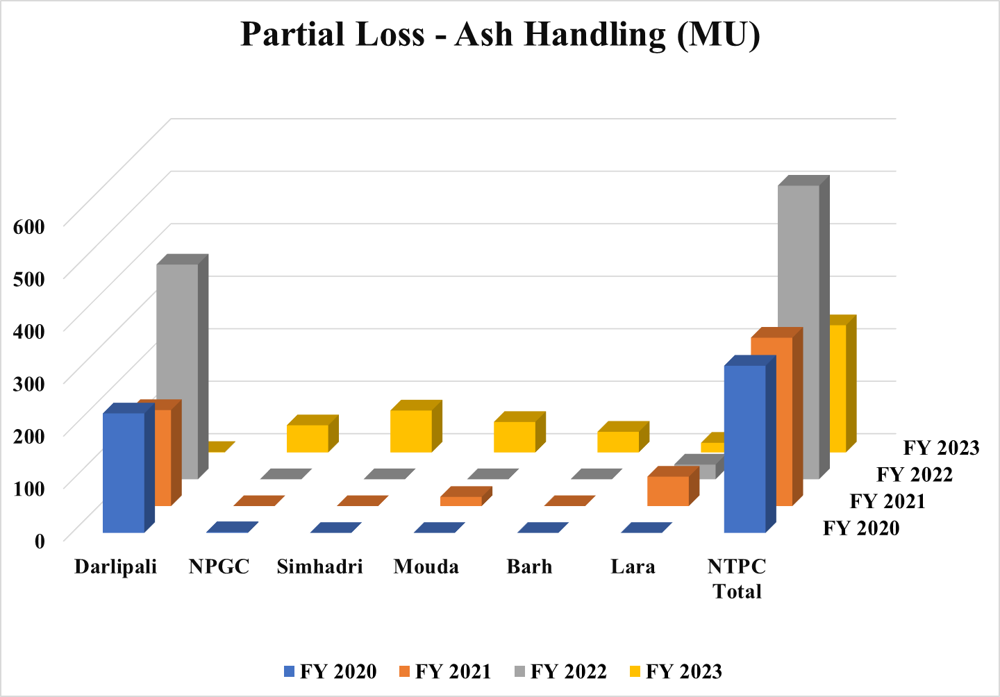 Partial Loss - Ash Handling (MU)
600
500
400
300
200
100
0
FY 2023
FY 2022
FY 2021
FY 2020
Darlipali NPGC Simhadri Mouda Barh Lara NTPC
Total
FY 2020 FY 2021 FY 2022 FY 2023